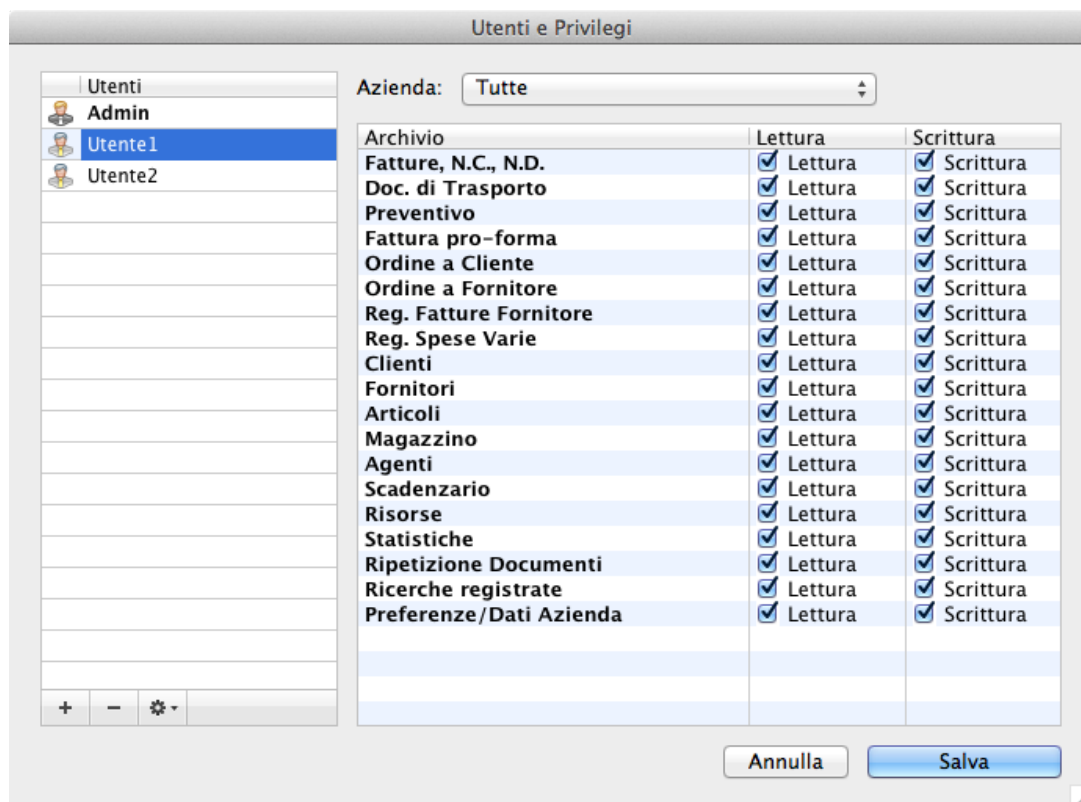 Utenti e Privilegi
Utenti
Admin
Utente1
Utente2
Azienda: Tutte
Archivio Lettura Scrittura
Fatture, N.C., N.D. Lettura Scrittura
Doc. di Trasporto Lettura Scrittura
Preventivo Lettura Scrittura
Fattura pro-forma Lettura Scrittura
Ordine a Cliente Lettura Scrittura
Ordine a Fornitore Lettura Scrittura
Reg. Fatture Fornitore Lettura Scrittura
Reg. Spese Varie Lettura Scrittura
Clienti Lettura Scrittura
Fornitori Lettura Scrittura
Articoli Lettura Scrittura
Magazzino Lettura Scrittura
Agenti Lettura Scrittura
Scadenzario Lettura Scrittura
Risorse Lettura Scrittura
Statistiche Lettura Scrittura
Ripetizione Documenti Lettura Scrittura
Ricerche registrate Lettura Scrittura
Preferenze/Dati Azienda Lettura Scrittura
Annulla Salva